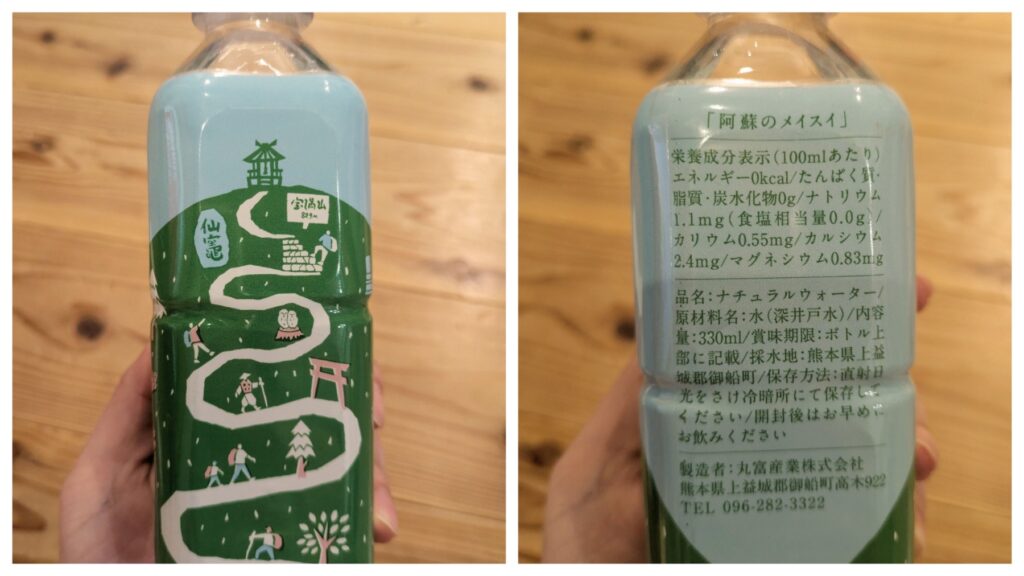 宝満山
829m
仙竈
「阿蘇のメイスイ」
栄養成分表示(100mlあたり)
エネルギー0kcal/たんぱく質・
脂質・炭水化物0g/ナトリウム
1.1mg(食塩相当量0.0g)/
カリウム0.55mg/カルシウム
2.4mg/マグネシウム0.83mg
品名:ナチュラルウォーター/
原材料名:水(深井戸水)/内容
量:330ml/賞味期限:ボトル上
部に記載/採水地:熊本県上益
城郡御船町/保存方法:直射日
光をさけ冷暗所にて保存して
ください/開封後はお早めに
お飲みください
製造者:丸富産業株式会社
熊本県上益城郡御船町高木922
TEL 096-282-3322